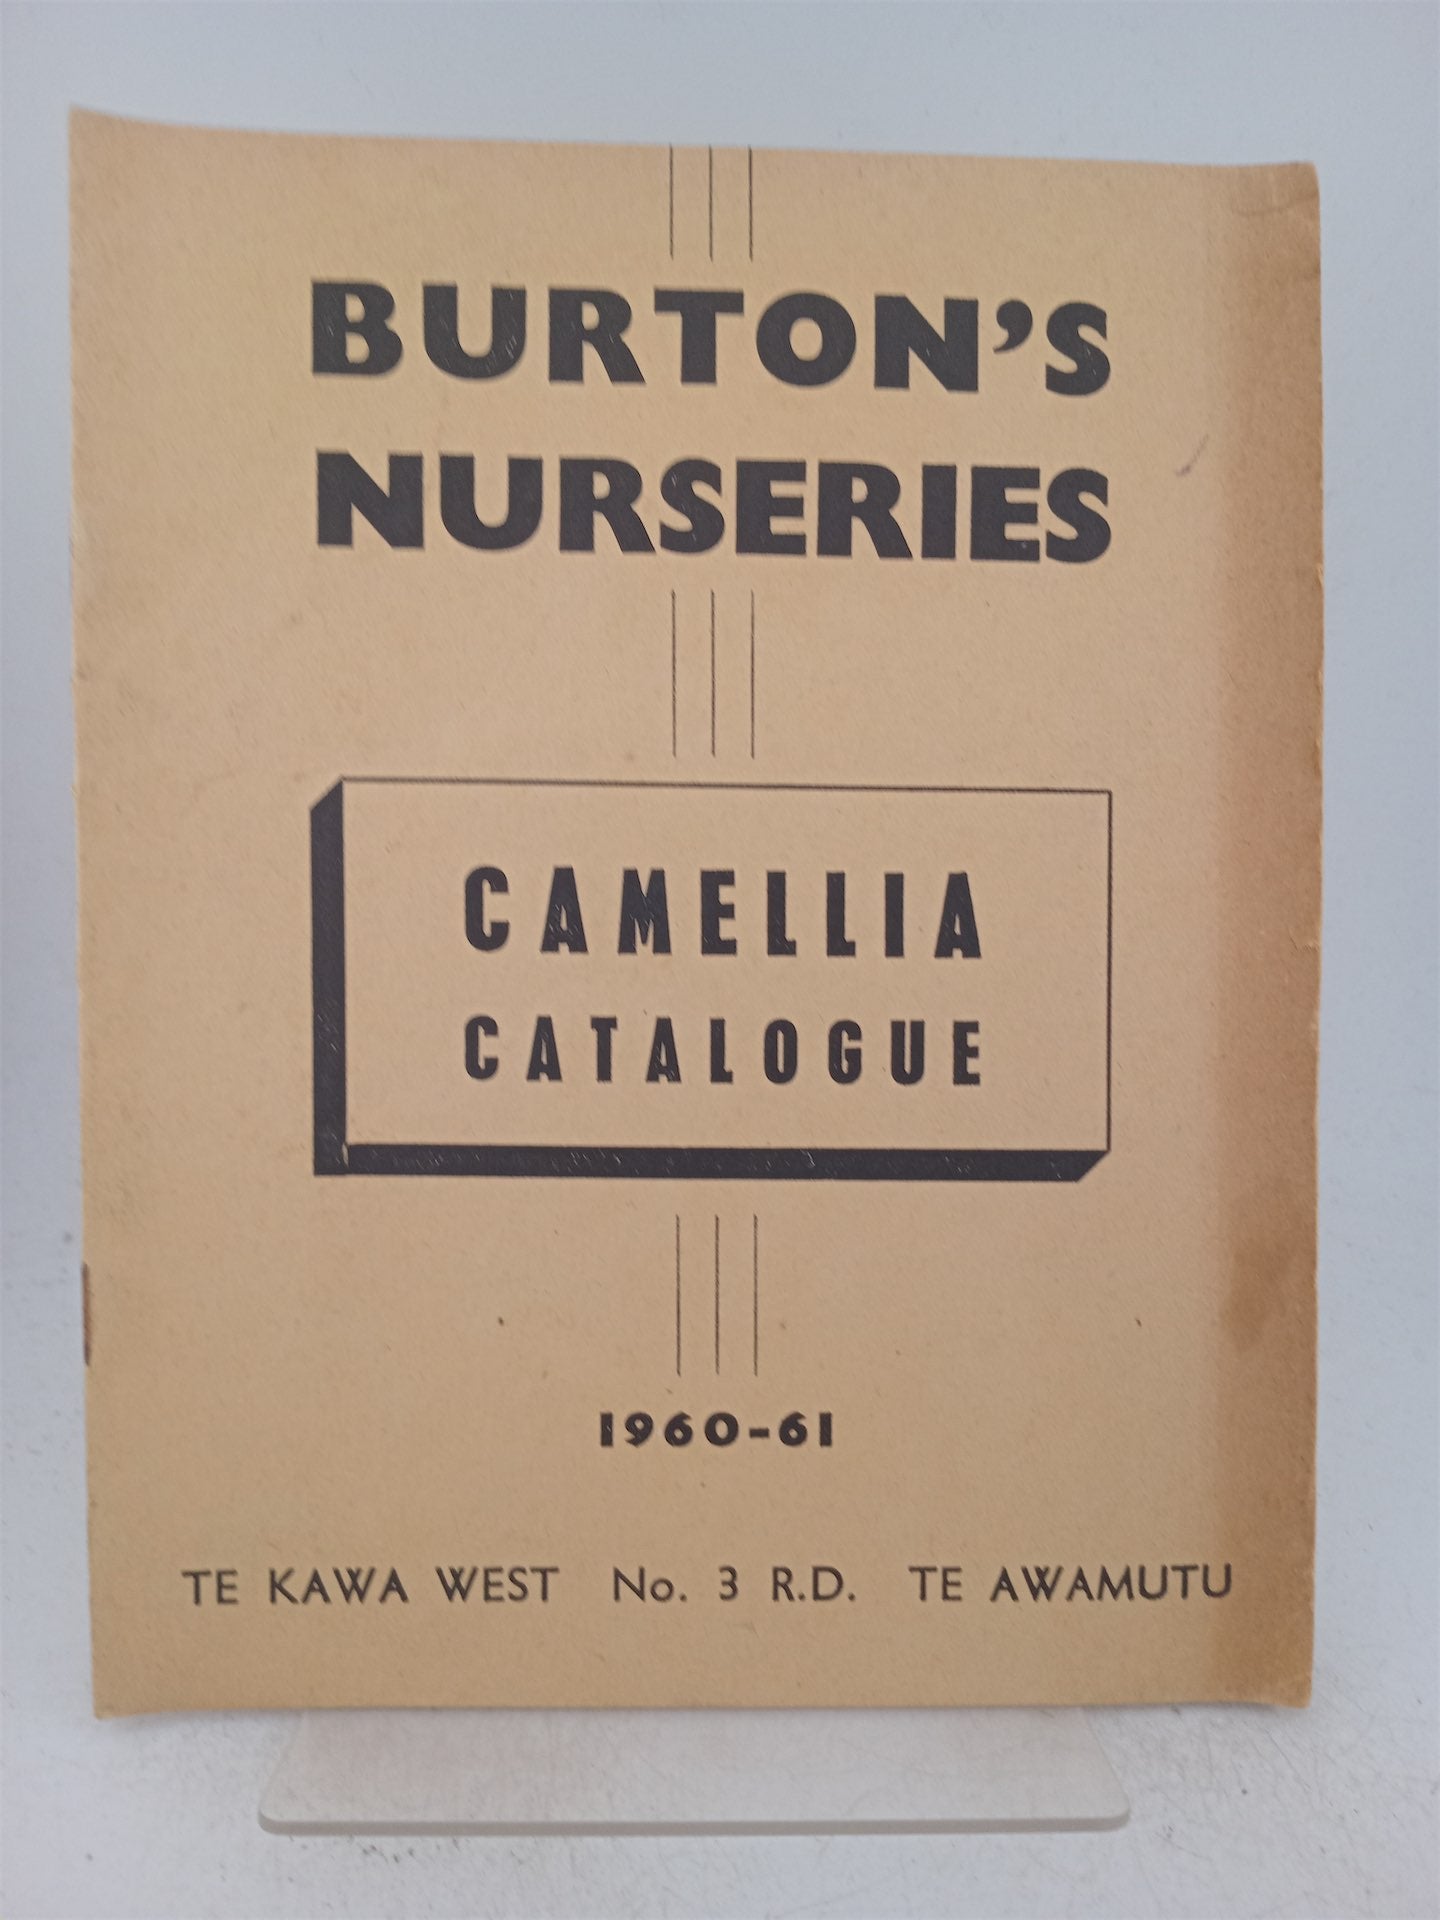 BURTON'S
NURSERIES
CAMELLIA
CATALOGUE
1960-61
TE KAWA WEST No. 3 R.D. TE AWAMUTU